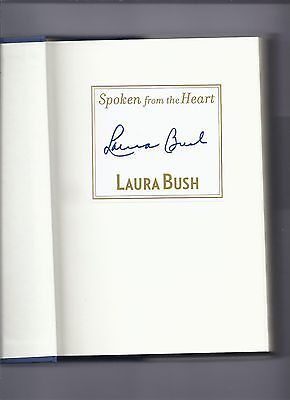 Spoken from the Heart
Laura Bush
LAURA BUSH